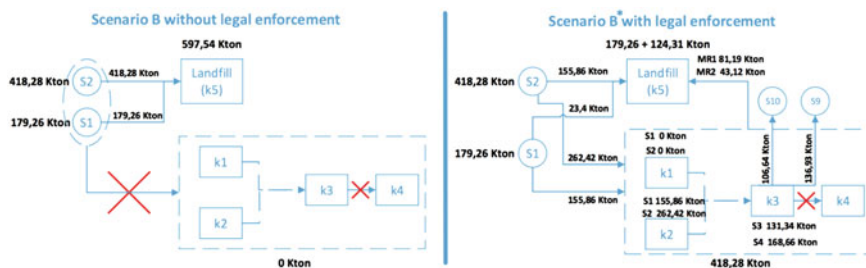 Scenario B without legal enforcement
597,54 Kton
418,28 Kton
S2
418,28 Kton
Landfill
(k5)
179,26 Kton
S1
179,26 Kton
k1
k2
k3
k4
0 Kton
Scenario B* with legal enforcement
179,26 + 124,31 Kton
MR1 81,19 Kton
MR2 43,12 Kton
418,28 Kton
S2
155,86 Kton
Landfill
(k5)
23,4 Kton
S10
S9
179,26 Kton
S1
262,42 Kton
155,86 Kton
S1 0 Kton
S2 0 Kton
k1
106,64 Kton
136,93 Kton
S1 155,86 Kton
S2 262,42 Kton
k2
k3
k4
S3 131,34 Kton
S4 168,66 Kton
418,28 Kton